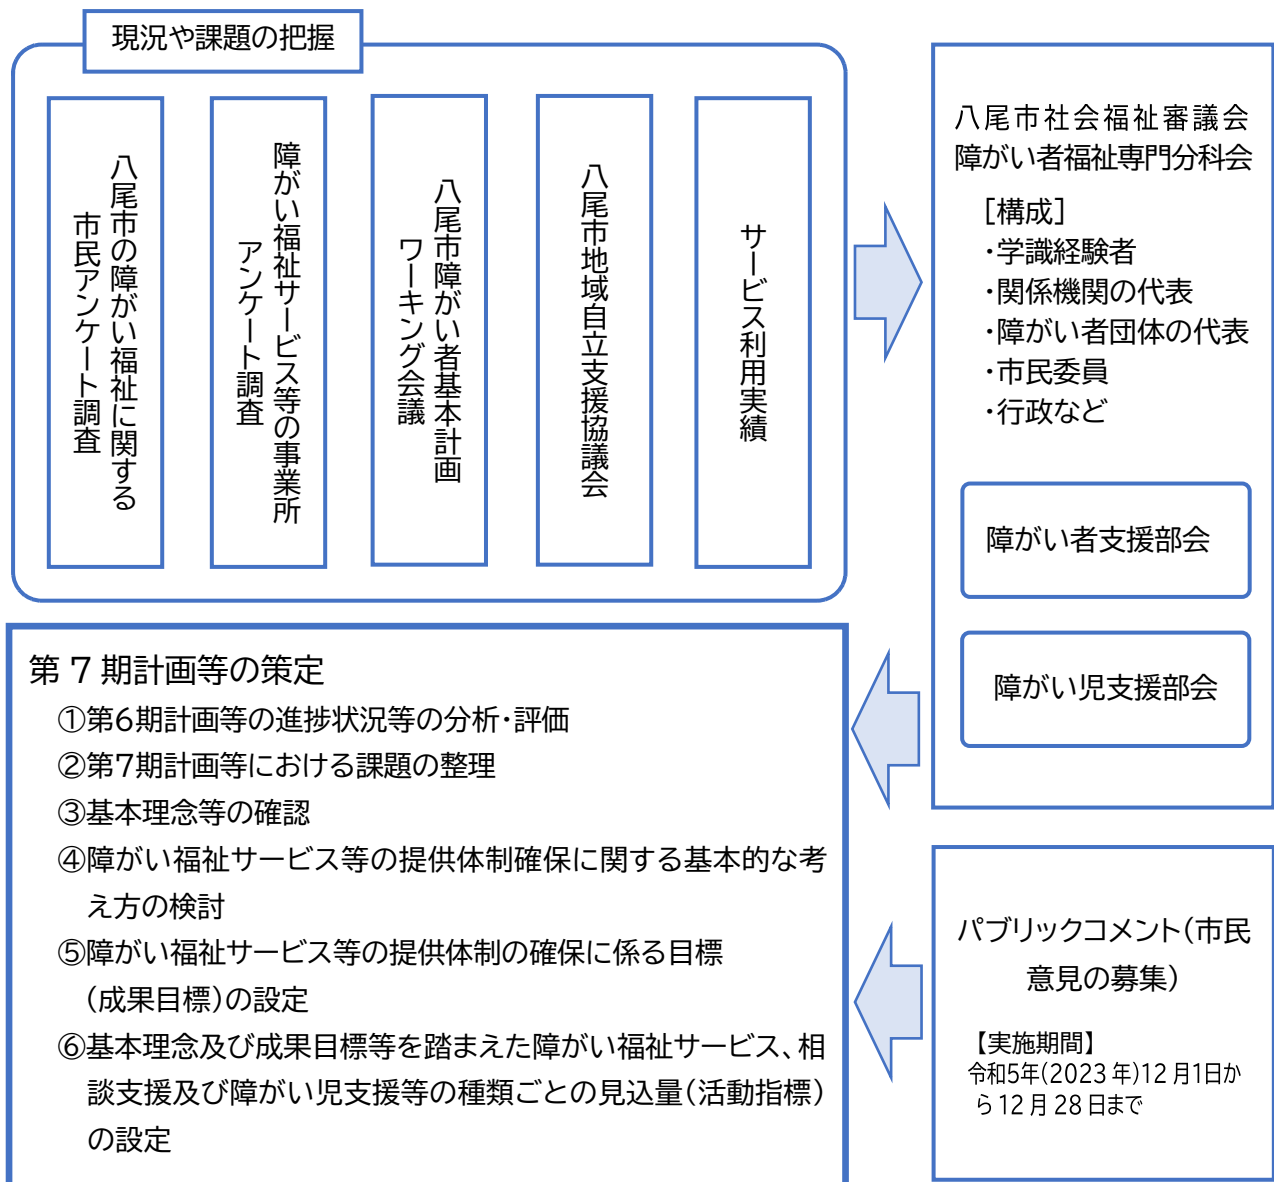 現況や課題の把握
八尾市の障がい福祉に関する
市民アンケート調査
障がい福祉サービス等の事業所
アンケート調査
八尾市障がい者基本計画
ワーキング会議
八尾市地域自立支援協議会
サービス利用実績
八尾市社会福祉審議会
障がい者福祉専門分科会
［構成］
・学識経験者
・関係機関の代表
・障がい者団体の代表
・市民委員
・行政など
障がい者支援部会
障がい児支援部会
第７期計画等の策定
①第6期計画等の進捗状況等の分析・評価
②第7期計画等における課題の整理
③基本理念等の確認
④障がい福祉サービス等の提供体制確保に関する基本的な考
え方の検討
⑤障がい福祉サービス等の提供体制の確保に係る目標
（成果目標）の設定
⑥基本理念及び成果目標等を踏まえた障がい福祉サービス、相
談支援及び障がい児支援等の種類ごとの見込量（活動指標）
の設定
パブリックコメント（市民
意見の募集）
【実施期間】
令和5年(2023年)12月1日か
ら12月28日まで